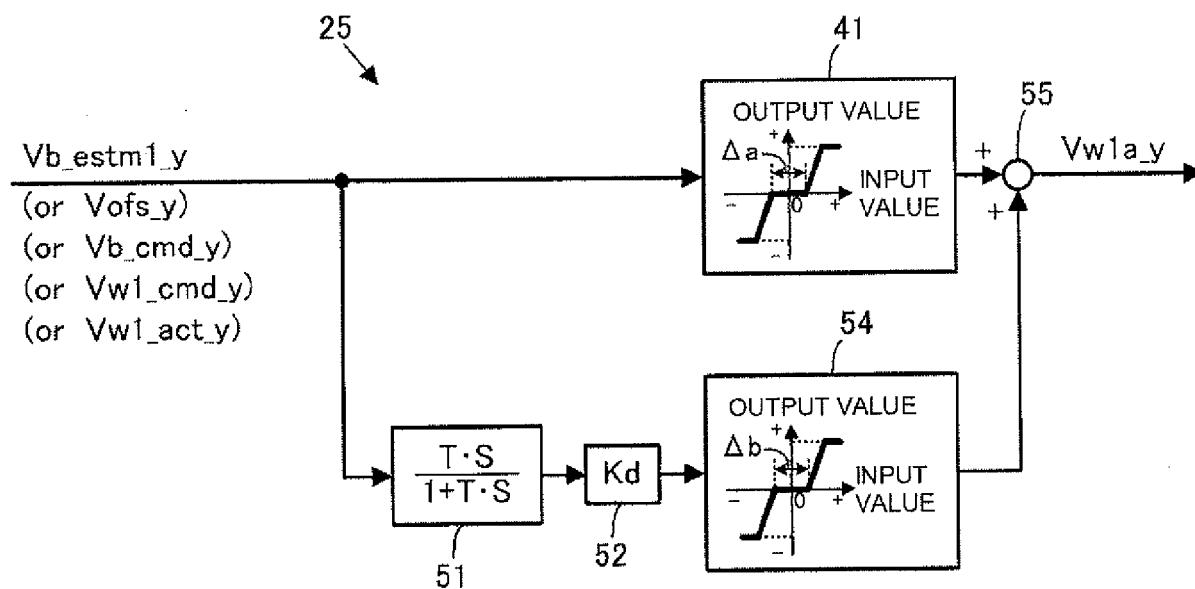 25
41
55
Vb_estm1_y
(or Vofs_y)
(or Vb_cmd_y)
(or Vw1_cmd_y)
(or Vw1_act_y)
OUTPUT VALUE
+
Δa
INPUT
VALUE
-
0
+
-
+
+
Vw1a_y
54
OUTPUT VALUE
+
Δb
INPUT
VALUE
-
0
+
-
T·S
1+T·S
51
Kd
52